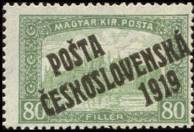 MAGYAR KIR. POSTA
POŠTA
ČESKOSLOVENSKÁ
1919
80 FILLÉR 80